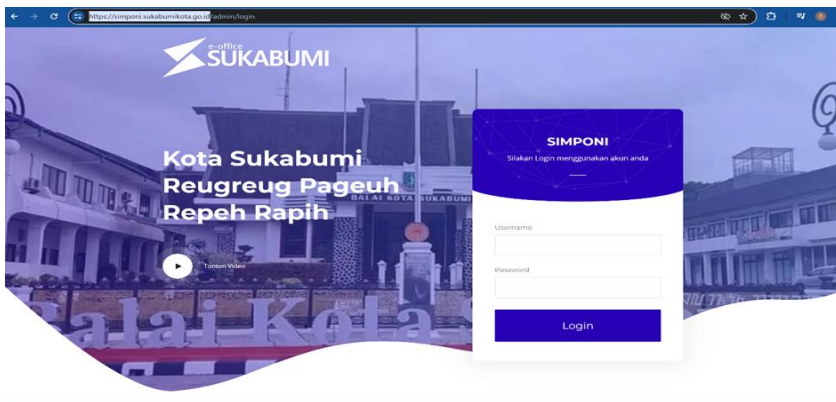 https://simponi.sukabumikota.go.id/admin/login
e-office
SUKABUMI
Kota Sukabumi
Reugreug Pageuh
Repeh Rapih
BALAI KOTA SUKABUMI
Tonton Video
Balai Kota S
SIMPONI
Silakan Login menggunakan akun anda
Username
Password
Login